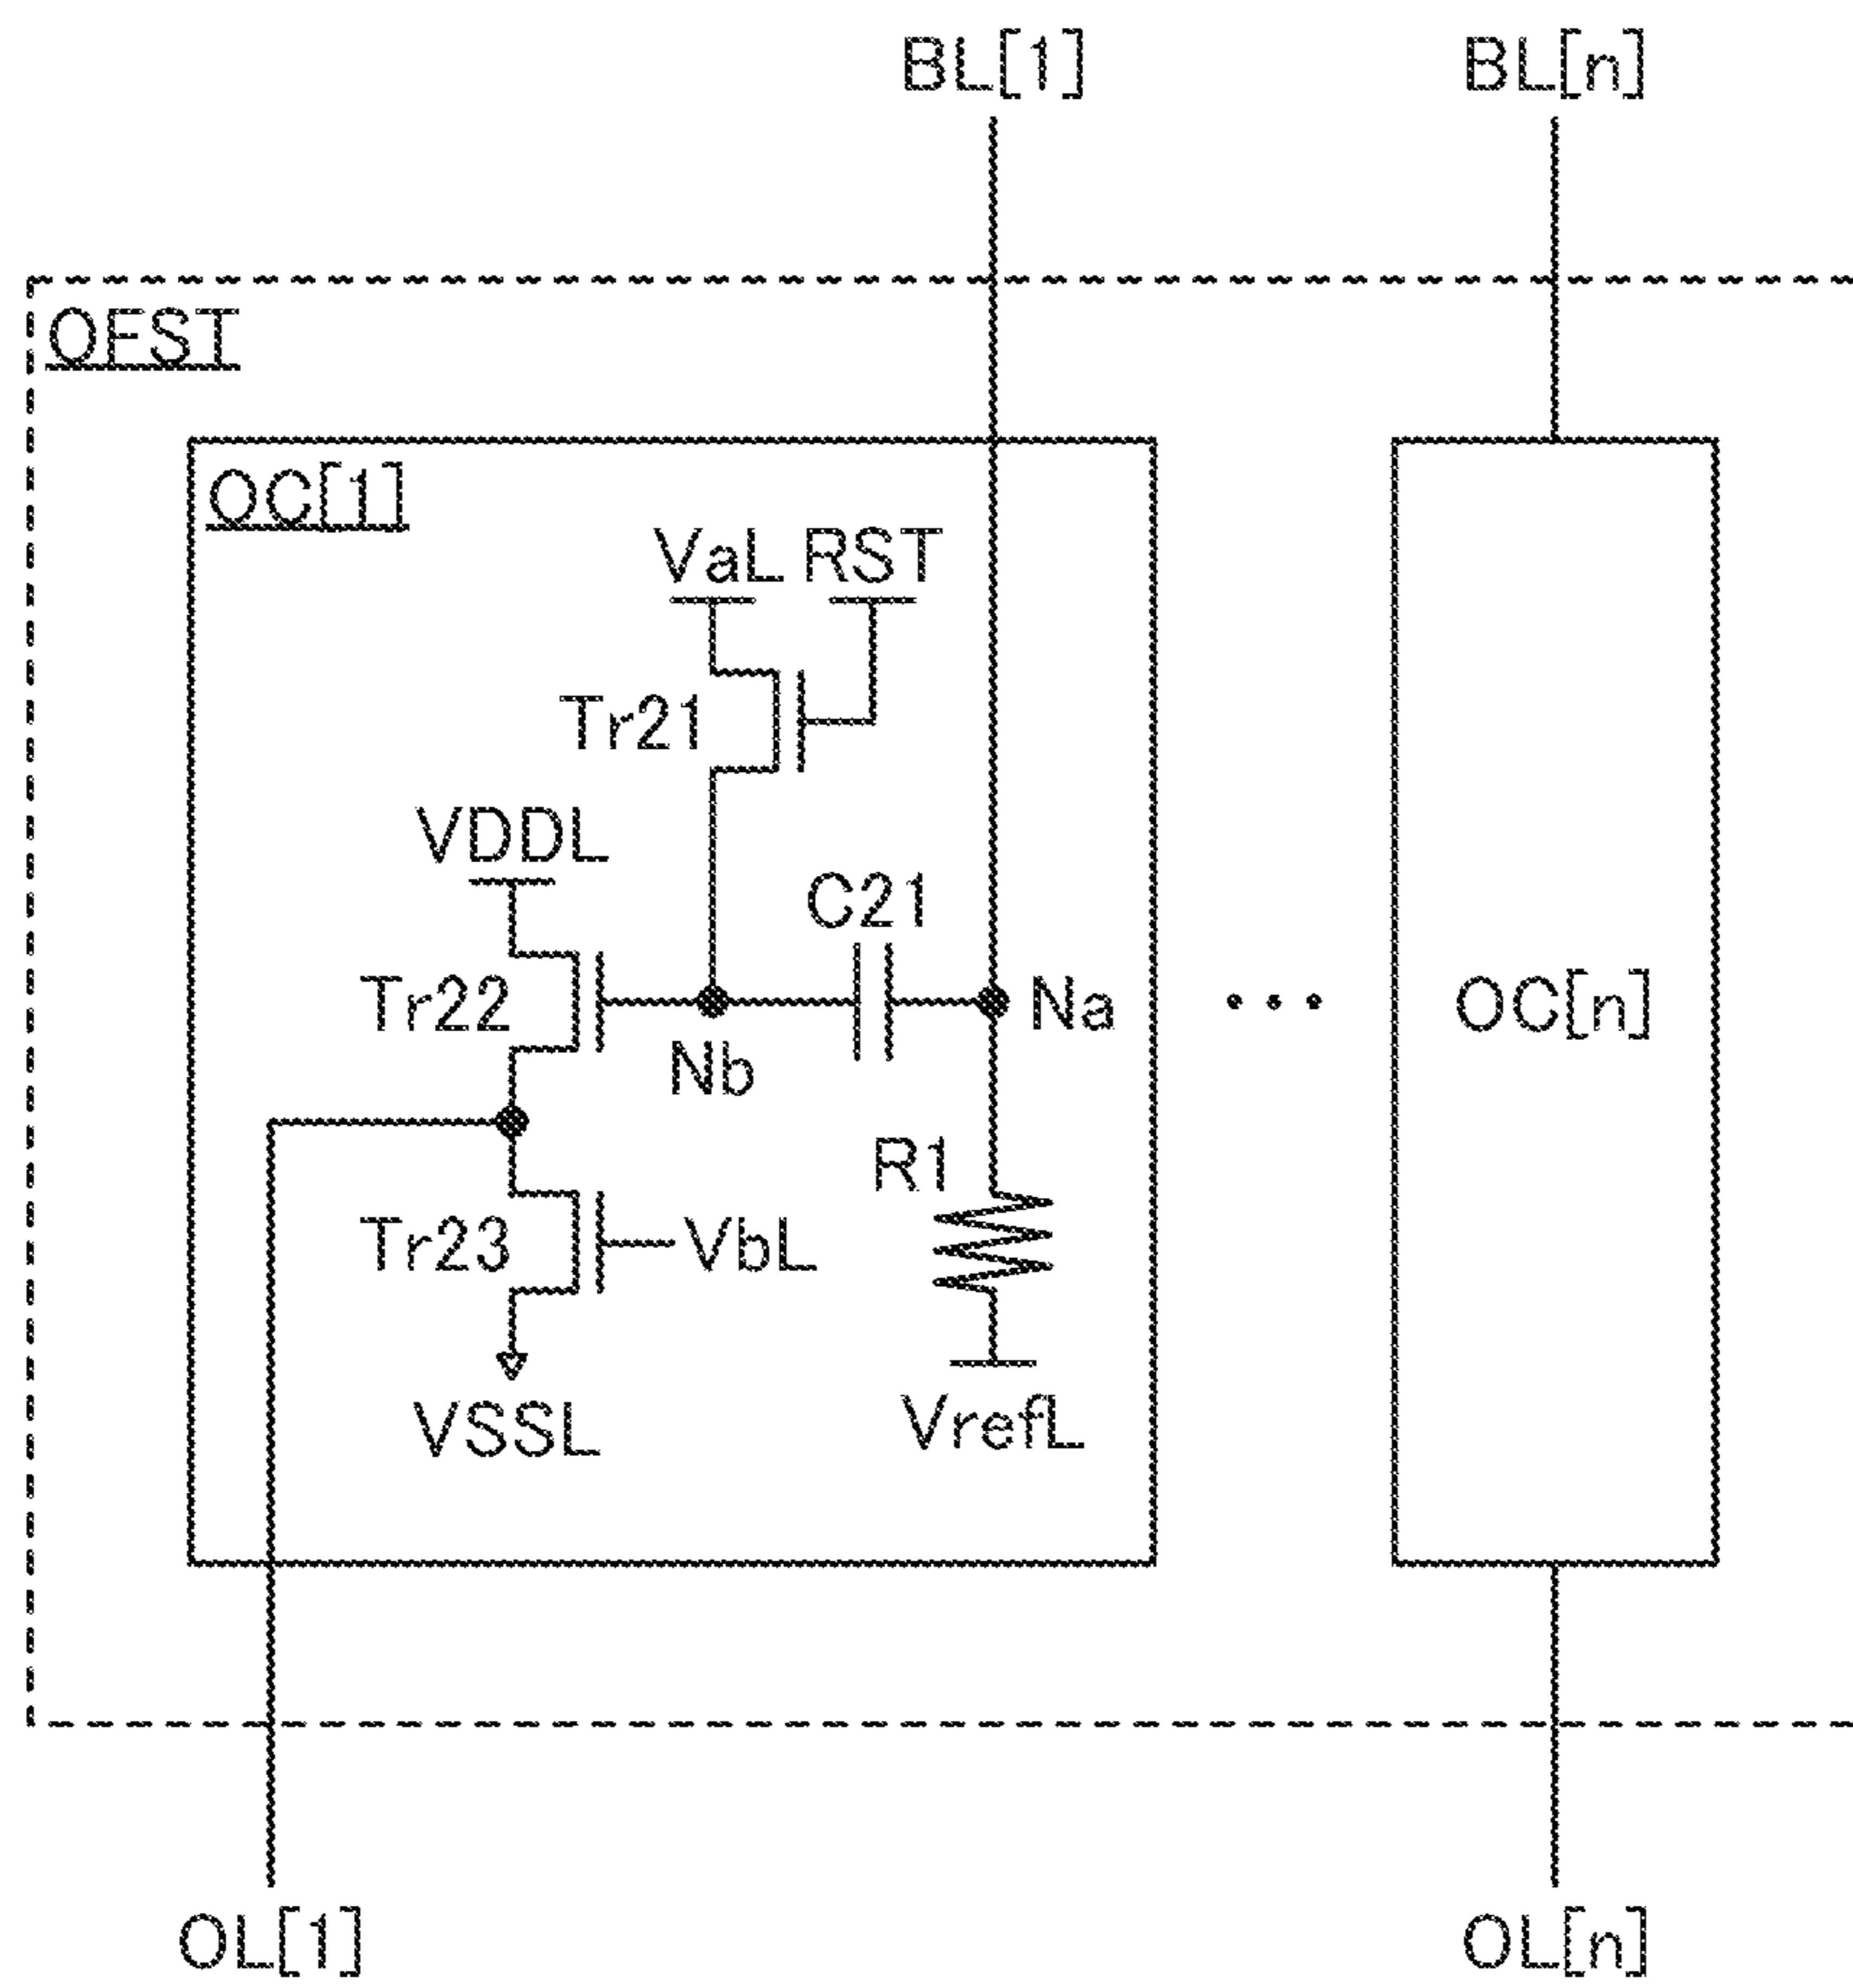 BL[1] BL[n]
OFST
OC[1]
VaL RST
Tr21
VDDL
C21
Tr22
Nb
Na
...
OC[n]
R1
Tr23
VbL
VSSL
VrefL
OL[1] OL[n]